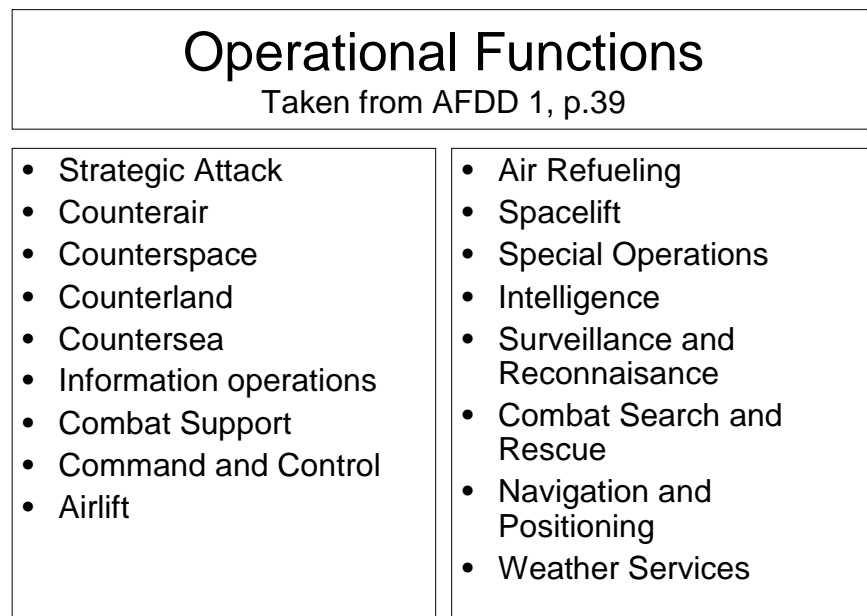 Operational Functions
Taken from AFDD 1, p.39
• Strategic Attack
• Counterair
• Counterspace
• Counterland
• Countersea
• Information operations
• Combat Support
• Command and Control
• Airlift
• Air Refueling
• Spacelift
• Special Operations
• Intelligence
• Surveillance and
Reconnaisance
• Combat Search and
Rescue
• Navigation and
Positioning
• Weather Services